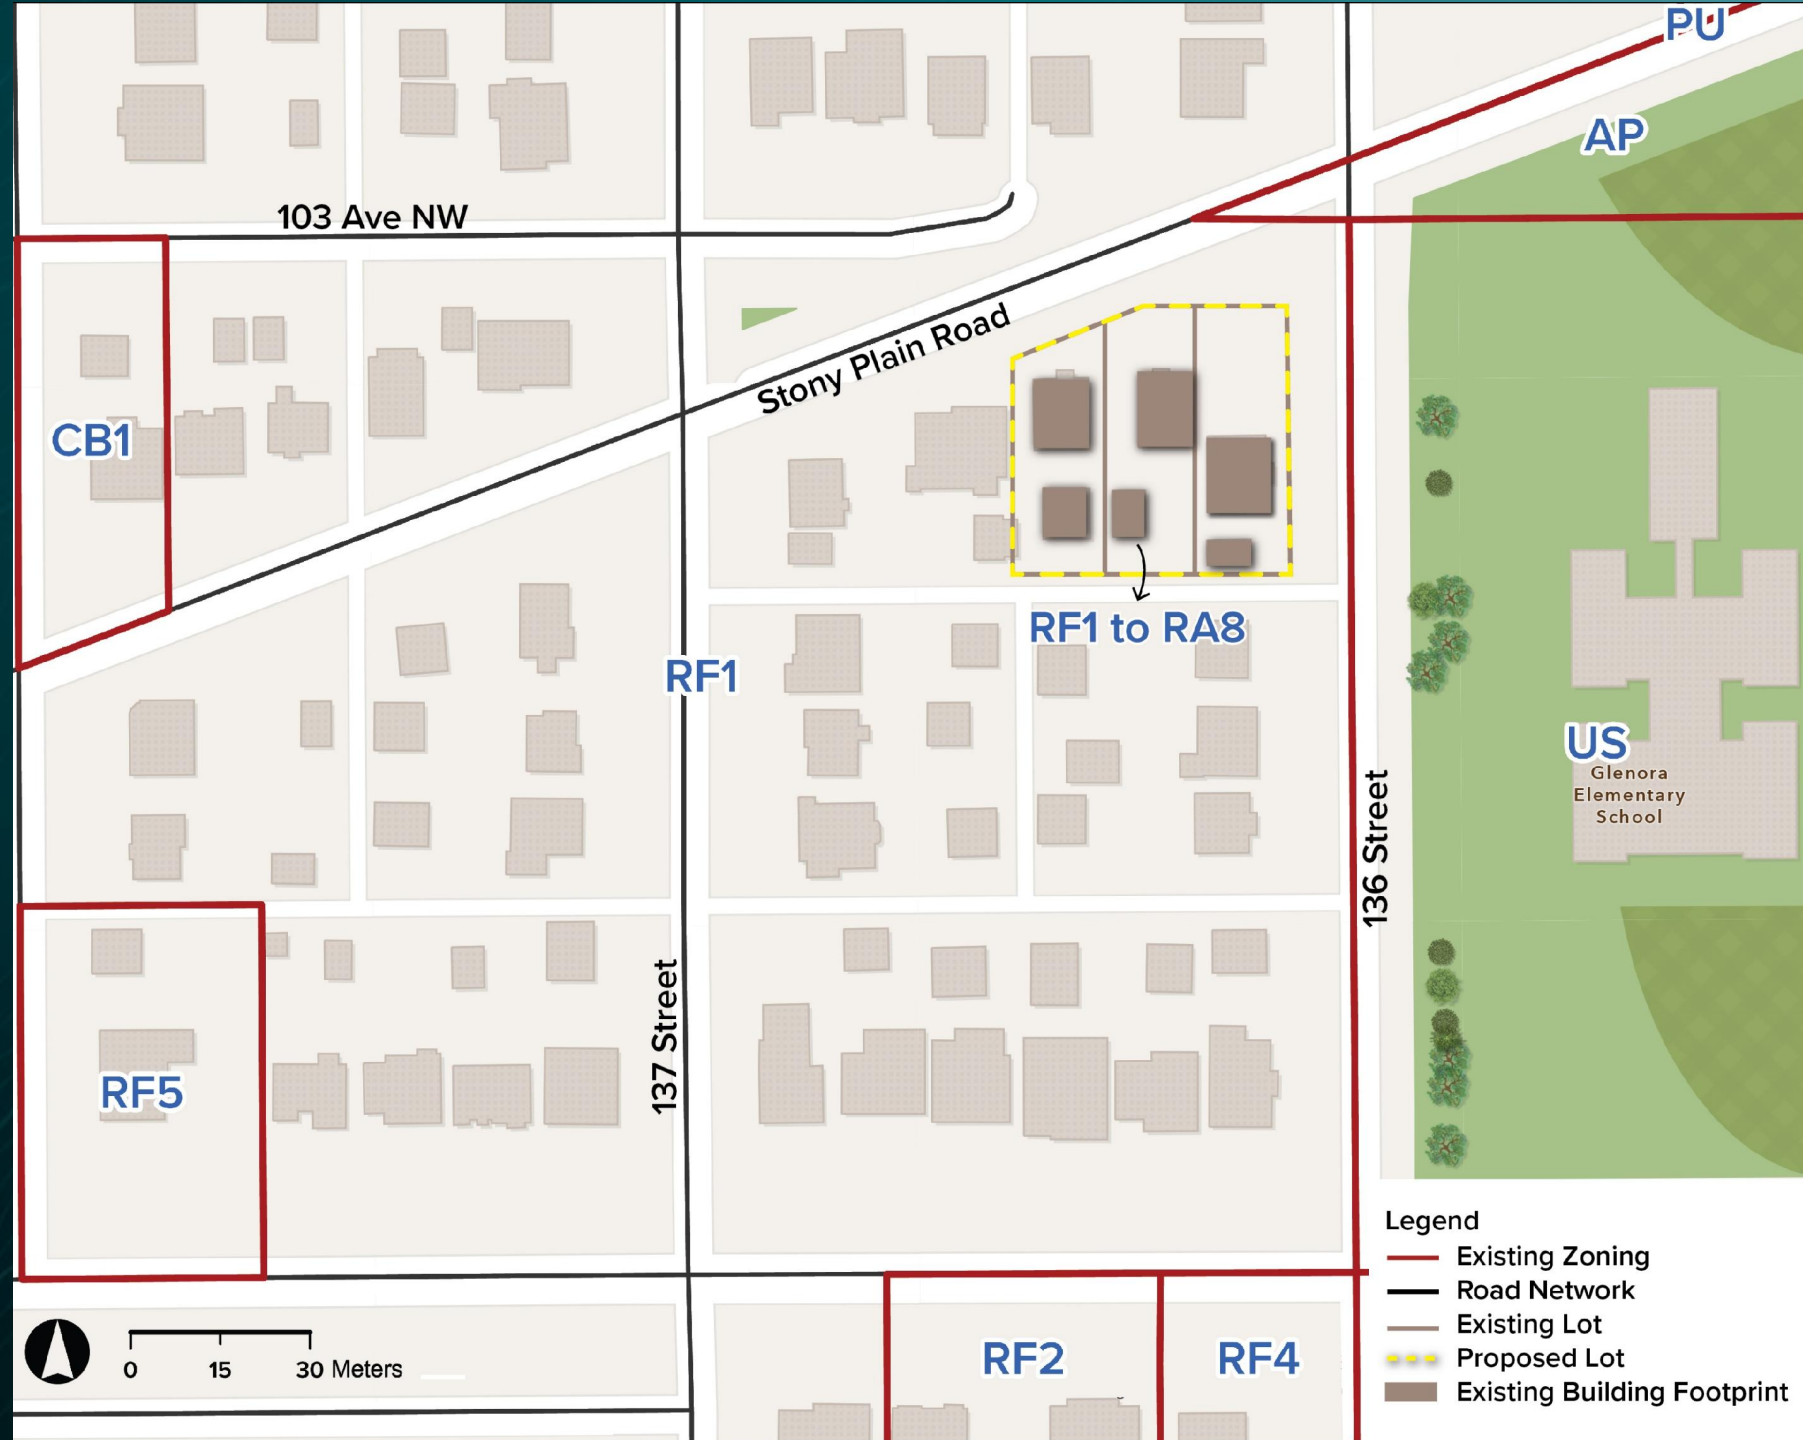 PU
AP
103 Ave NW
Stony Plain Road
CB1
RF1 to RA8
RF1
US
Glenora
Elementary
School
136 Street
137 Street
RF5
RF2
RF4
0 15 30 Meters
Legend
Existing Zoning
Road Network
Existing Lot
Proposed Lot
Existing Building Footprint